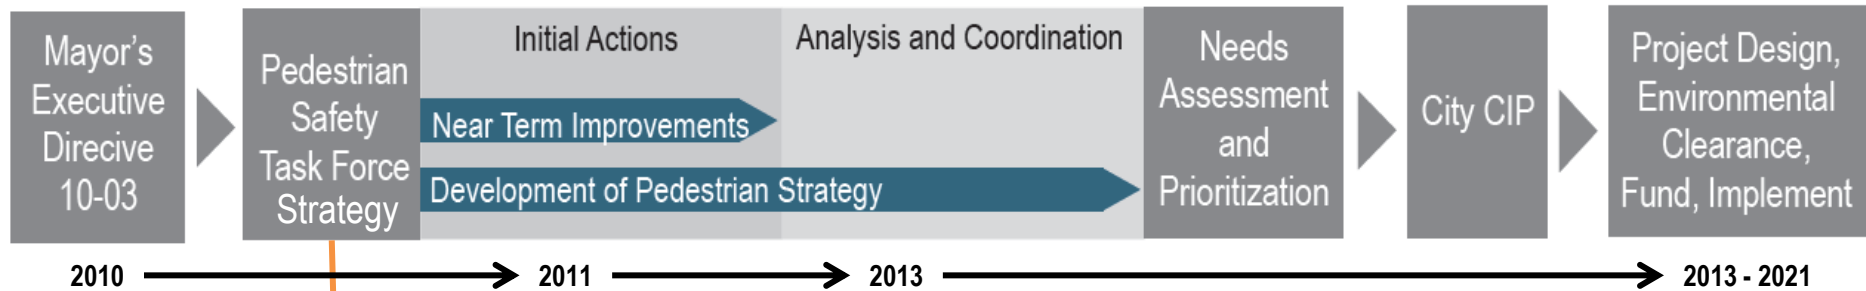 Mayor's
Executive
Direcive
10-03
Pedestrian
Safety
Task Force
Strategy
Initial Actions
Analysis and Coordination
Near Term Improvements
Development of Pedestrian Strategy
Needs
Assessment
and
Prioritization
City CIP
Project Design,
Environmental
Clearance,
Fund, Implement
2010
2011
2013
2013 - 2021